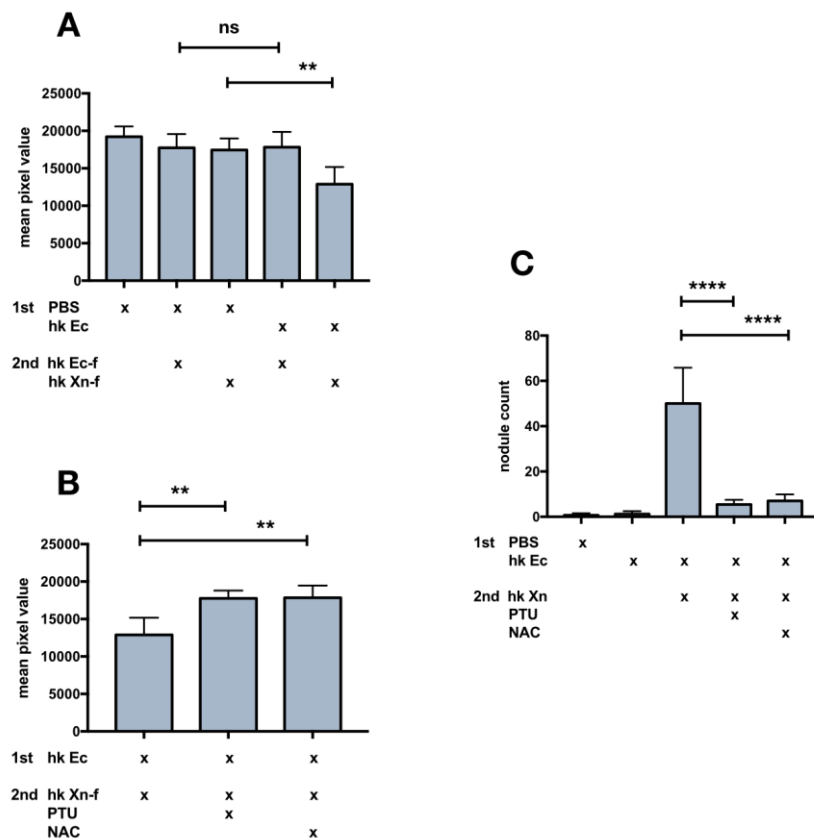 A
ns
**
25000
20000
15000
10000
5000
0
mean pixel value
1st PBS x x x
hk Ec x x
2nd hk Ec-f x x
hk Xn-f x x
B
**
**
25000
20000
15000
10000
5000
0
mean pixel value
1st hk Ec x x x
2nd hk Xn-f x x x
PTU x
NAC x
C
****
****
80
60
40
20
0
nodule count
1st PBS x
hk Ec x x x x
2nd hk Xn x x x
PTU x
NAC x